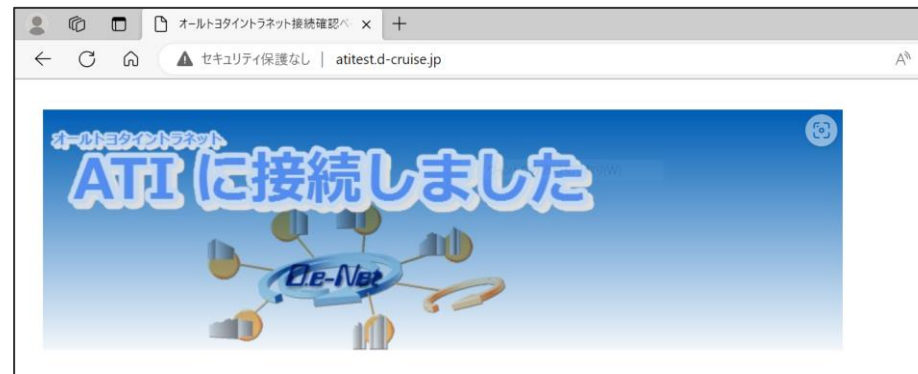 オールトヨタイントラネット接続確認ペ
セキュリティ保護なし | atitest.d-cruise.jp
オールトヨタイントラネット
ATI に接続しました
D.e-Net